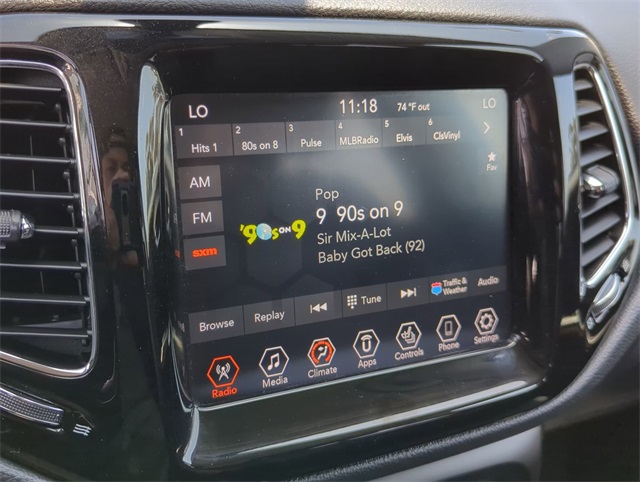 LO 11:18 74 °F out LO
1 2 3 4 5 6
Hits 1 80s on 8 Pulse MLBRadio Elvis ClsVinyl
Fav
AM
FM
sxm
'90s ON 9
Pop
9 90s on 9
Sir Mix-A-Lot
Baby Got Back (92)
Browse Replay Tune Traffic & Weather Audio
Radio Media Climate Apps Controls Phone Settings